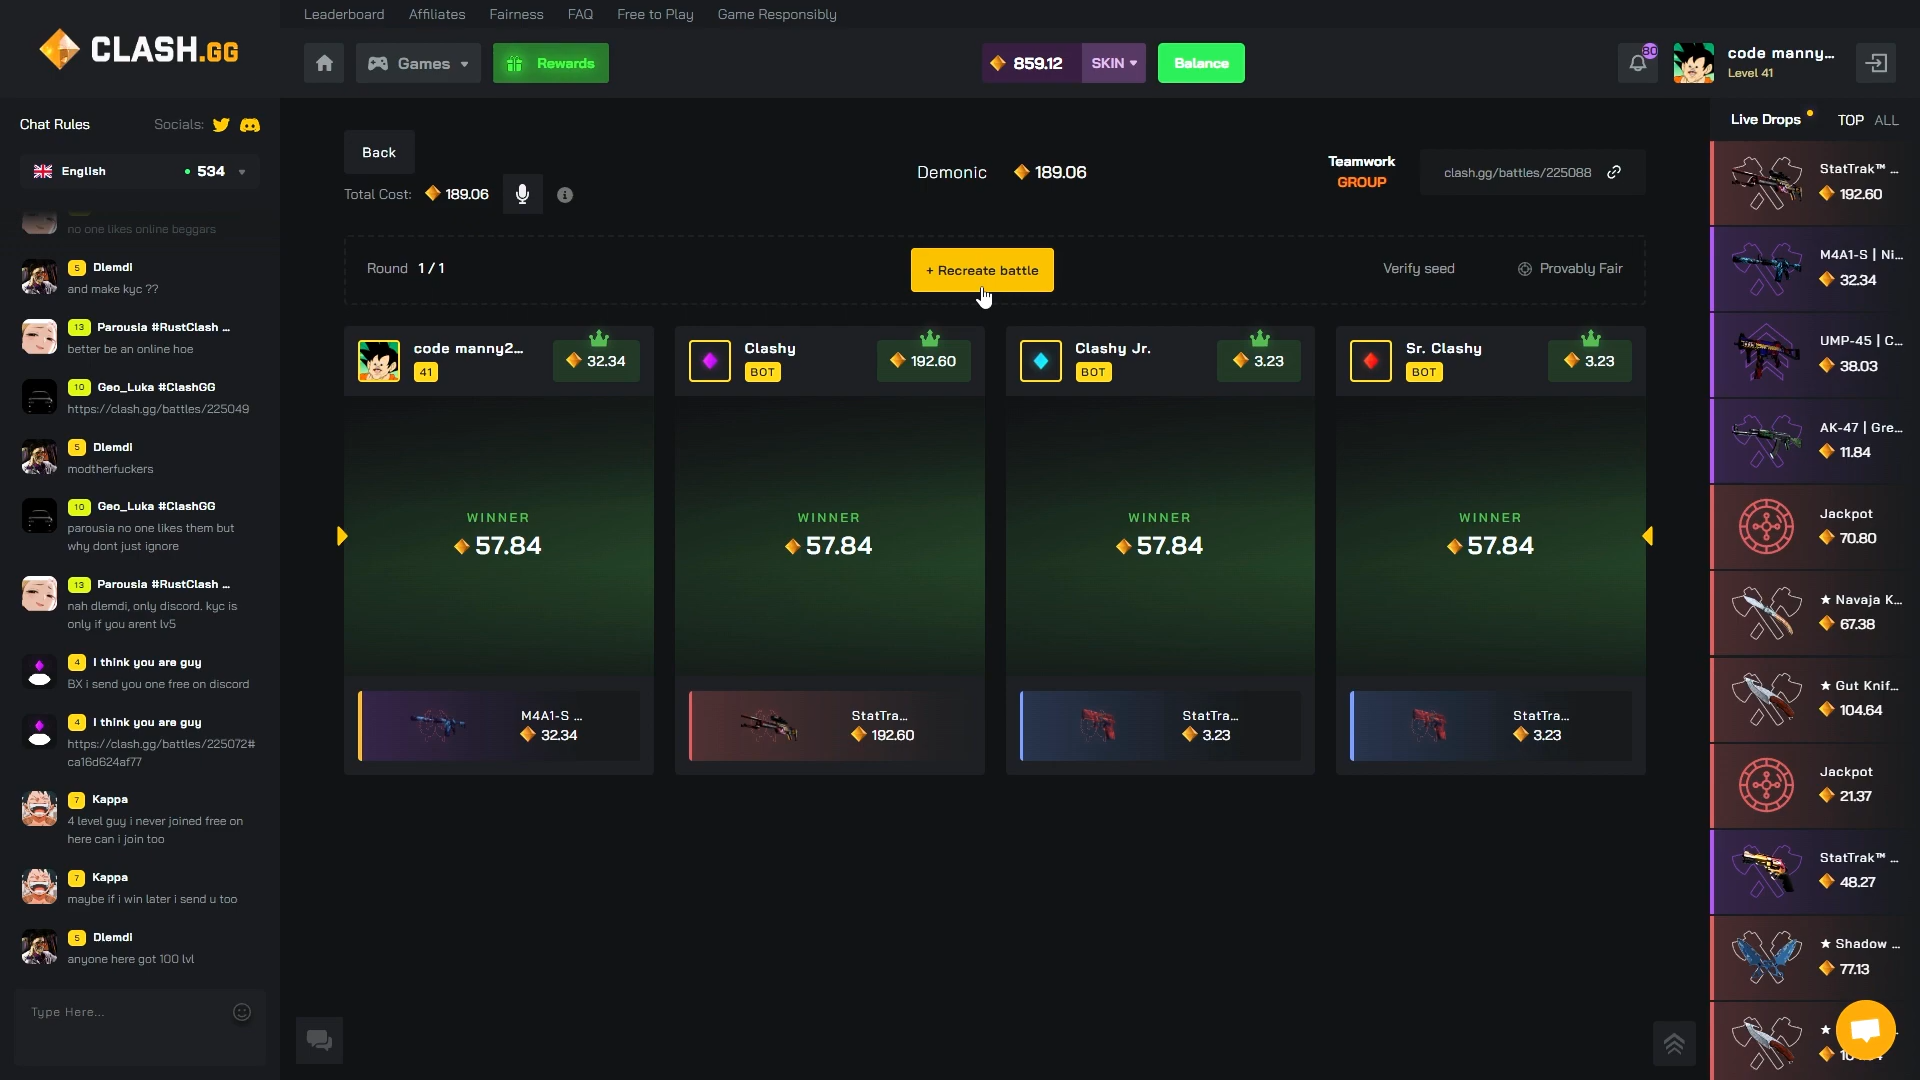 Leaderboard Affiliates Fairness FAQ Free to Play Game Responsibly
CLASH.GG
Games Rewards
859.12 SKIN Balance
80
code manny...
Level 41
Chat Rules Socials:
English 534
no one likes online beggars
5 Dlemdi
and make kyc ??
13 Parousia #RustClash ...
better be an online hoe
10 Geo_Luka #ClashGG
https://clash.gg/battles/225049
5 Dlemdi
modtherfuckers
10 Geo_Luka #ClashGG
parousia no one likes them but
why dont just ignore
13 Parousia #RustClash ...
nah dlemdi, only discord. kyc is
only if you arent lv5
4 I think you are guy
BX i send you one free on discord
4 I think you are guy
https://clash.gg/battles/225072#
ca16d624af77
7 Kappa
4 level guy i never joined free on
here can i join too
7 Kappa
maybe if i win later i send u too
5 Dlemdi
anyone here got 100 lvl
Type Here...
Back
Total Cost: 189.06
Demonic 189.06
Teamwork
GROUP
clash.gg/battles/225088
Round 1 / 1
+ Recreate battle
Verify seed Provably Fair
code manny2...
41
32.34
WINNER
57.84
M4A1-S ...
32.34
Clashy
BOT
192.60
WINNER
57.84
StatTra...
192.60
Clashy Jr.
BOT
3.23
WINNER
57.84
StatTra...
3.23
Sr. Clashy
BOT
3.23
WINNER
57.84
StatTra...
3.23
Live Drops TOP ALL
StatTrak™ ...
192.60
M4A1-S | Ni...
32.34
UMP-45 | C...
38.03
AK-47 | Gre...
11.84
Jackpot
70.80
★ Navaja K...
67.38
★ Gut Knif...
104.64
Jackpot
21.37
StatTrak™ ...
48.27
★ Shadow ...
77.13
★